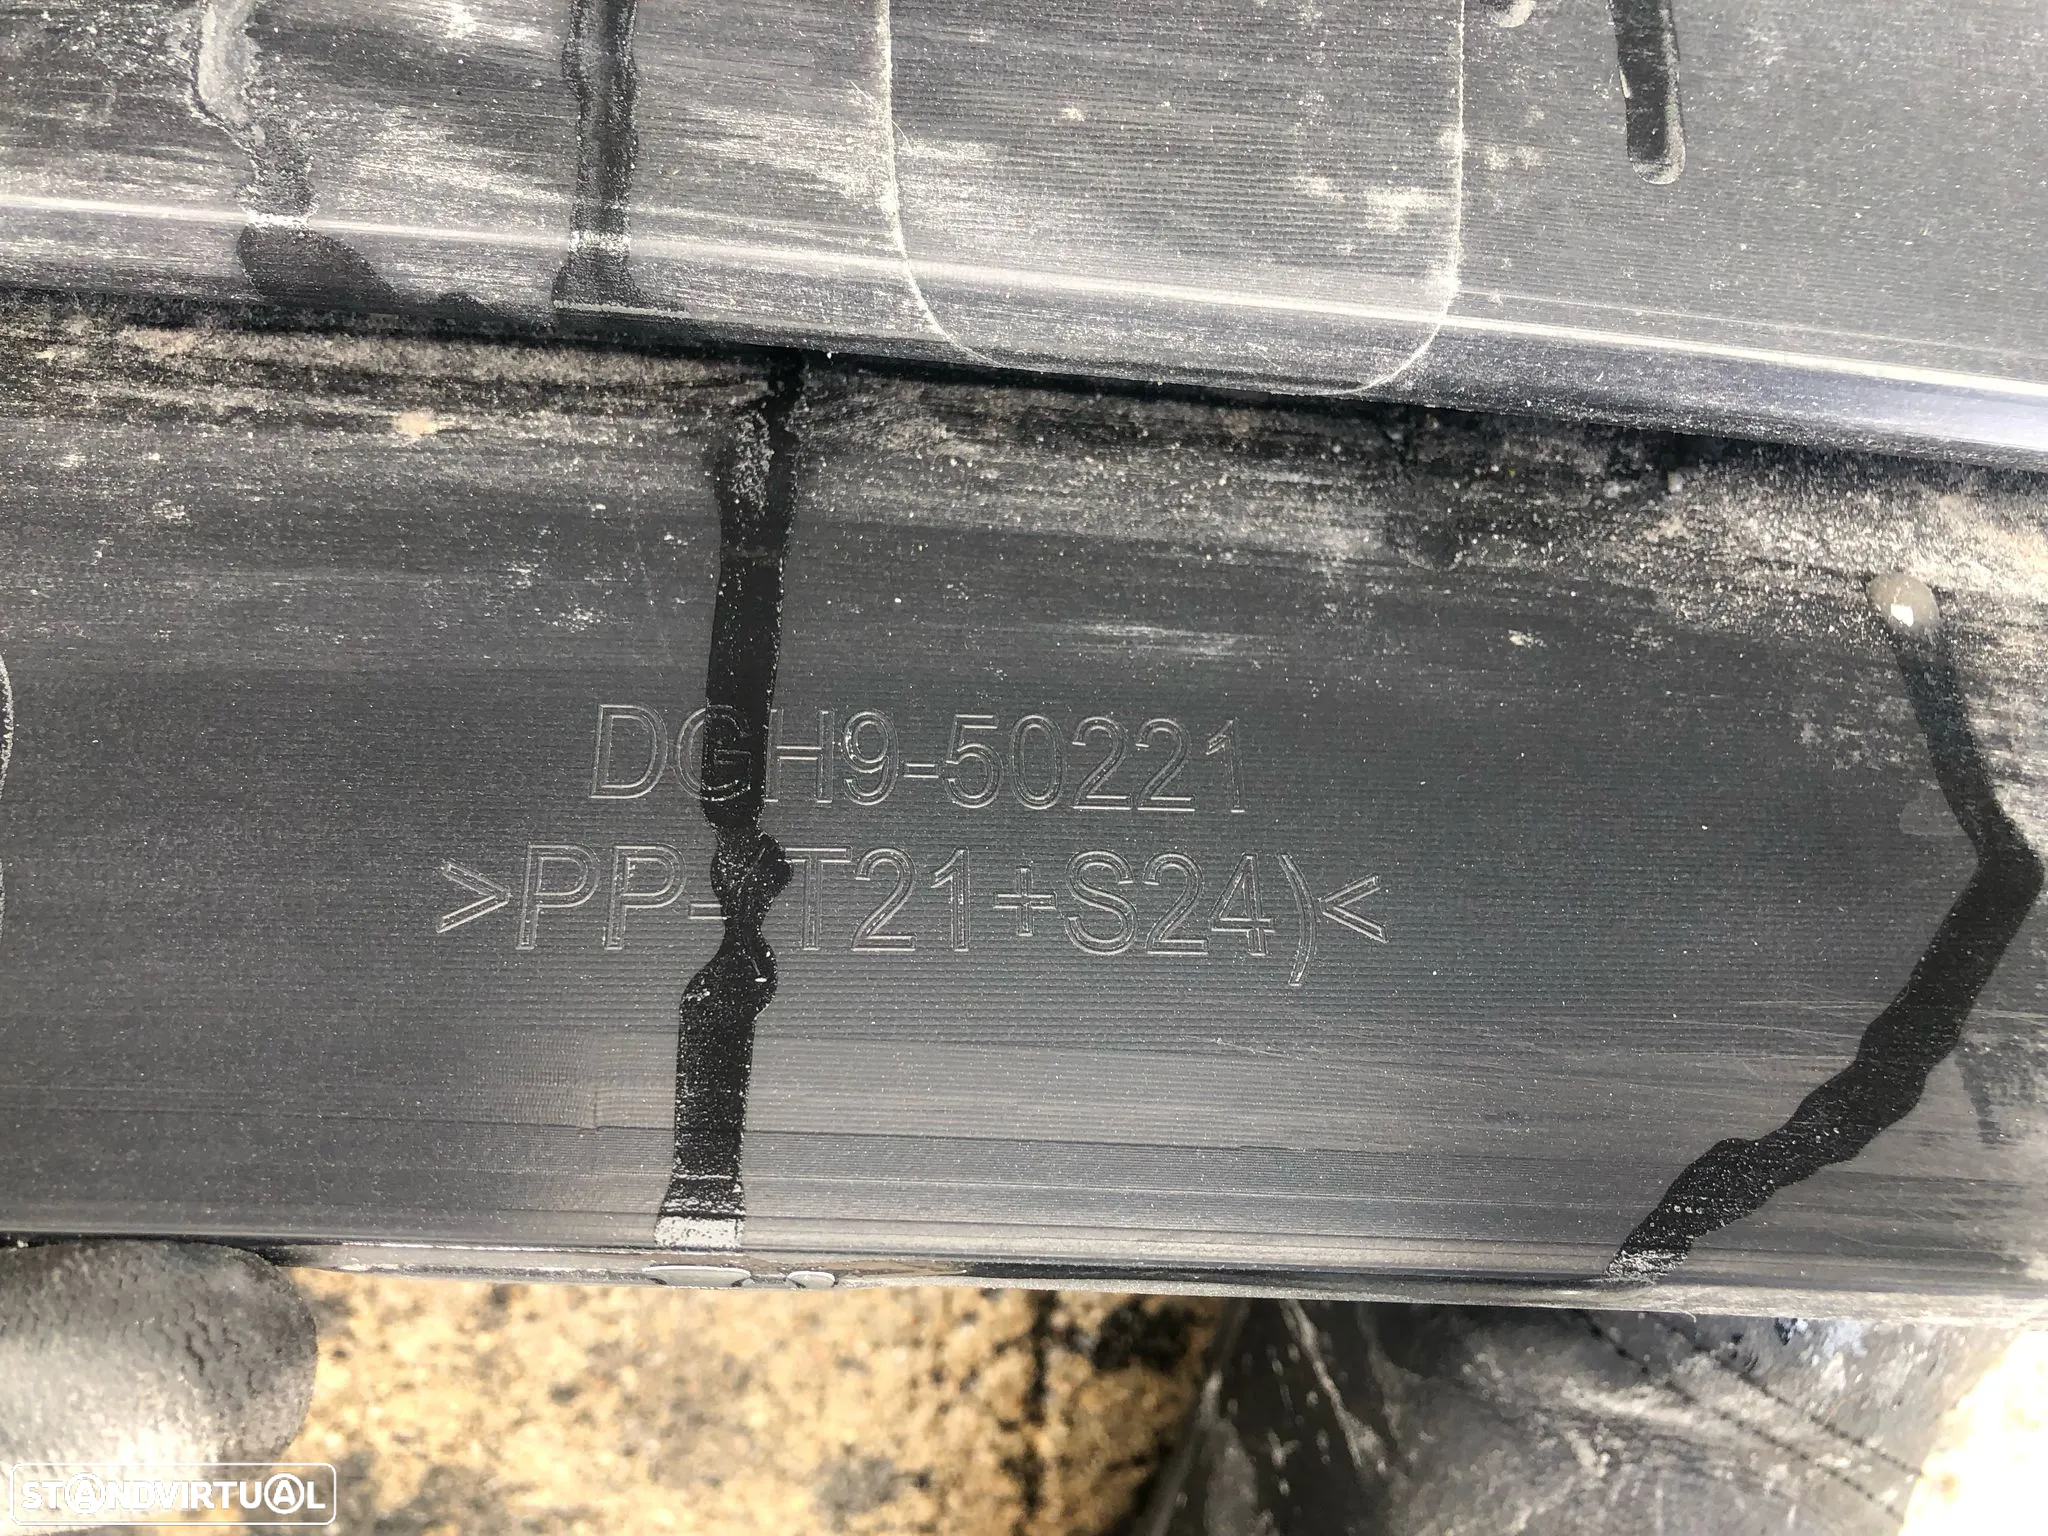 DGH9-50221
>PP-(T21+S24)<
STANDVIRTUAL